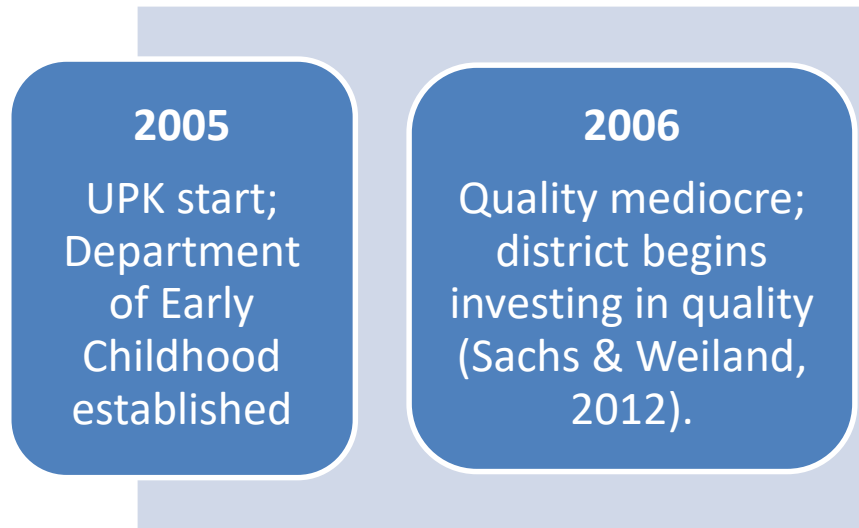 2005
UPK start;
Department
of Early
Childhood
established
2006
Quality mediocre;
district begins
investing in quality
(Sachs & Weiland,
2012).